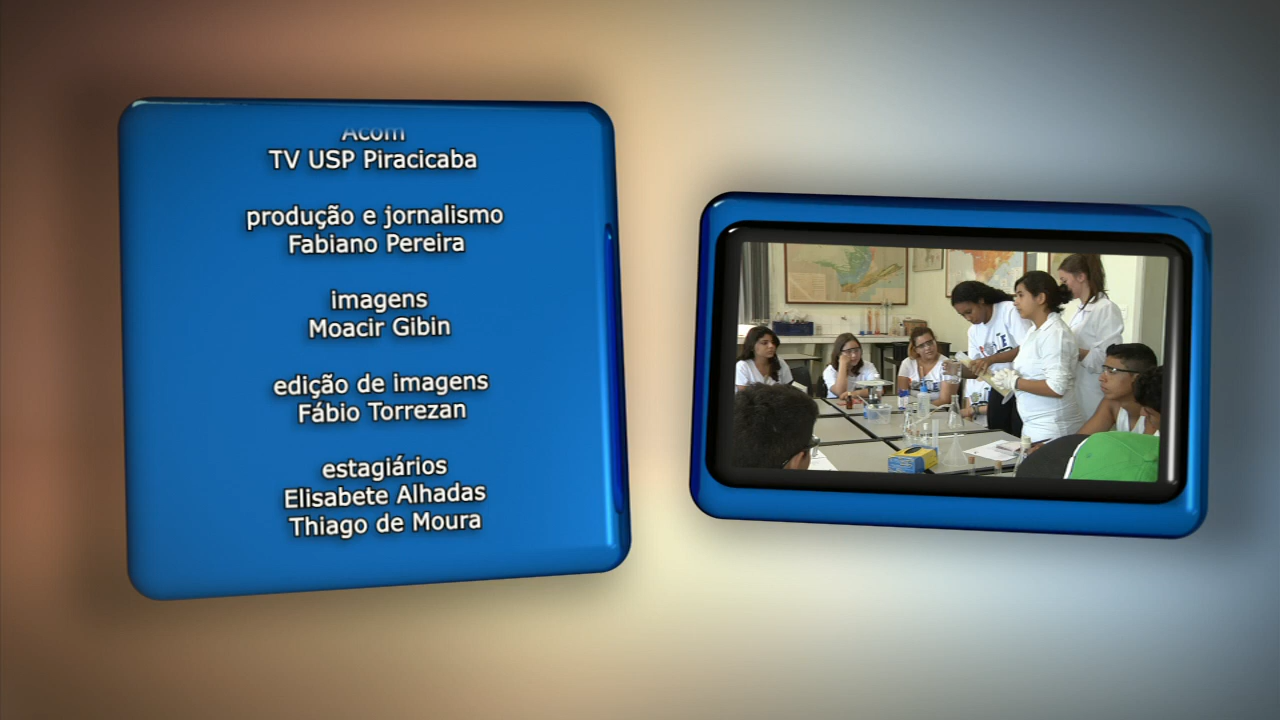 Acom
TV USP Piracicaba
produção e jornalismo
Fabiano Pereira
imagens
Moacir Gibin
edição de imagens
Fábio Torrezan
estagiários
Elisabete Alhadas
Thiago de Moura